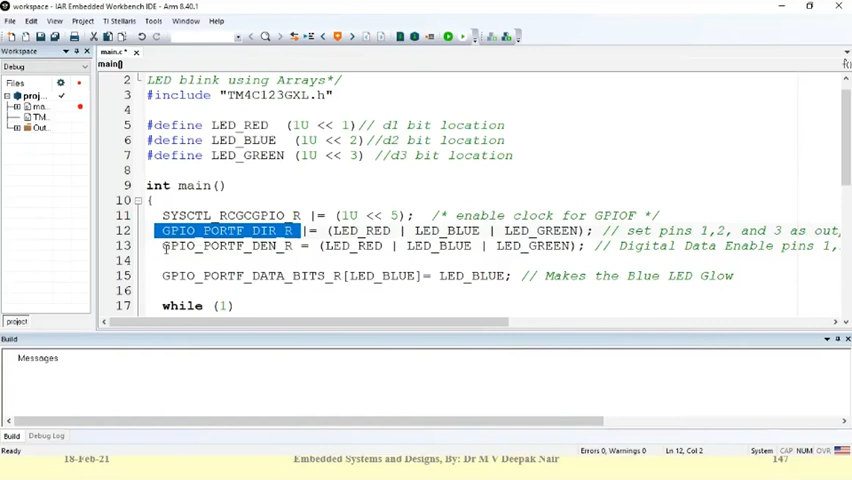 workspace - IAR Embedded Workbench IDE - Arm 8.40.1
File Edit View Project TI Stellaris Tools Window Help
Workspace
main.c *
Debug
main()
Files
proj...
ma...
TM...
Out...
2 LED blink using Arrays*/
3 #include "TM4C123GXL.h"
4
5 #define LED_RED (1U << 1)// d1 bit location
6 #define LED_BLUE (1U << 2)//d2 bit location
7 #define LED_GREEN (1U << 3) //d3 bit location
8
9 int main()
10 {
11 SYSCTL_RCGCGPIO_R |= (1U << 5); /* enable clock for GPIOF */
12 GPIO_PORTF_DIR_R |= (LED_RED | LED_BLUE | LED_GREEN); // set pins 1,2, and 3 as out
13 GPIO_PORTF_DEN_R = (LED_RED | LED_BLUE | LED_GREEN); // Digital Data Enable pins 1,
14
15 GPIO_PORTF_DATA_BITS_R[LED_BLUE]= LED_BLUE; // Makes the Blue LED Glow
16
17 while (1)
project
Build
Messages
Build Debug Log
Ready Errors 0, Warnings 0 Ln 12, Col 2 System CAP NUM OVR
18-Feb-21 Embedded Systems and Designs, By: Dr M V Deepak Nair 147